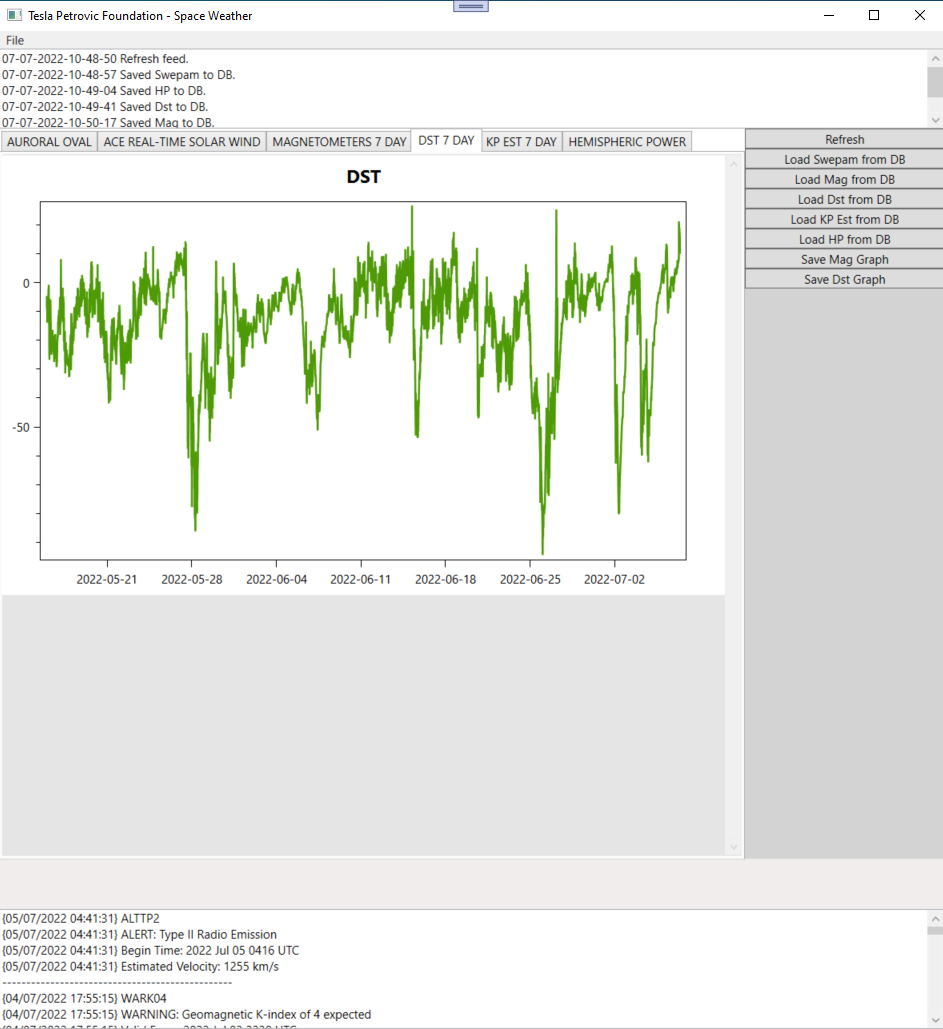 Tesla Petrovic Foundation - Space Weather
File
07-07-2022-10-48-50 Refresh feed.
07-07-2022-10-48-57 Saved Swepam to DB.
07-07-2022-10-49-04 Saved HP to DB.
07-07-2022-10-49-41 Saved Dst to DB.
07-07-2022-10-50-17 Saved Mag to DB.
AURORAL OVAL ACE REAL-TIME SOLAR WIND MAGNETOMETERS 7 DAY DST 7 DAY KP EST 7 DAY HEMISPHERIC POWER
DST
0
-50
2022-05-21 2022-05-28 2022-06-04 2022-06-11 2022-06-18 2022-06-25 2022-07-02
Refresh
Load Swepam from DB
Load Mag from DB
Load Dst from DB
Load KP Est from DB
Load HP from DB
Save Mag Graph
Save Dst Graph
{05/07/2022 04:41:31} ALTTP2
{05/07/2022 04:41:31} ALERT: Type II Radio Emission
{05/07/2022 04:41:31} Begin Time: 2022 Jul 05 0416 UTC
{05/07/2022 04:41:31} Estimated Velocity: 1255 km/s
------------------------------------------------
{04/07/2022 17:55:15} WARK04
{04/07/2022 17:55:15} WARNING: Geomagnetic K-index of 4 expected